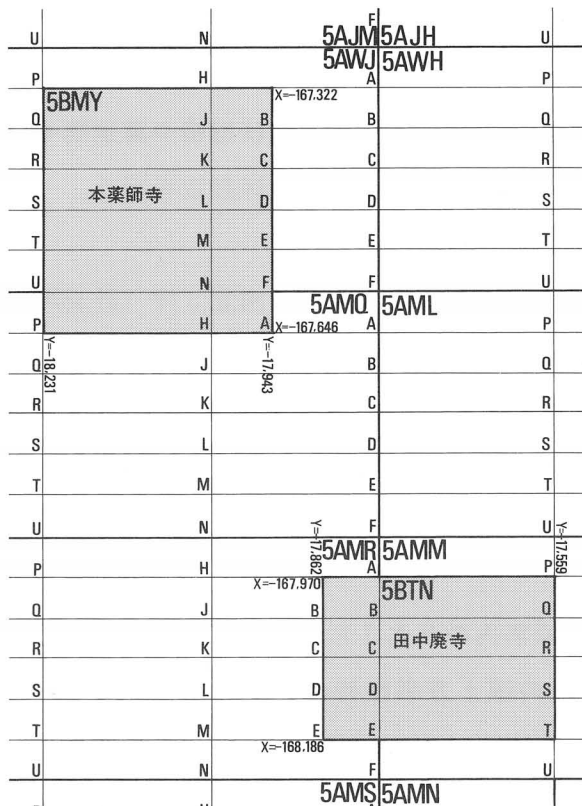 F
U N 5AJM 5AJH U
5AWJ 5AWH
P H A P
5BMY X=-167.322
Q J B B Q
R K C C R
本薬師寺
S L D D S
T M E E T
U N F F U
5AMQ 5AML
P H A X=-167.646 A P
Y=-18.231 Y=-17.943
Q J B Q
R K C R
S L D S
T M E T
U N F U
Y=-17.862 Y=-17.559
5AMR 5AMM
P H A P
X=-167.970 5BTN
Q J B B Q
R K C C 田中廃寺 R
S L D D S
T M E E T
X=-168.186
U N F U
5AMS 5AMN